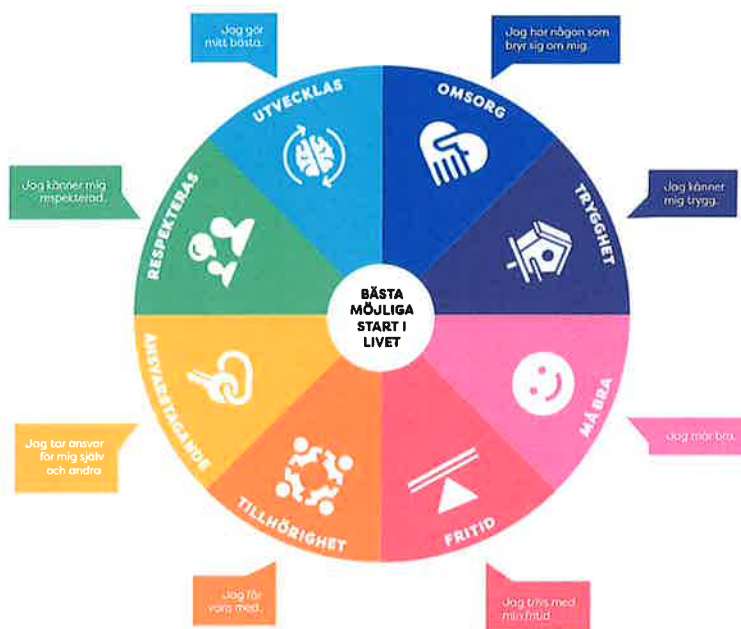 Jag gör
mitt bästa.
Jag har någon som
bryr sig om mig.
UTVECKLAS
OMSORG
Jag känner mig
respekterad.
RESPEKTERAS
TRYGGHET
Jag känner
mig trygg.
BÄSTA
MÖJLIGA
START I
LIVET
Jag tar ansvar
för mig själv
och andra
ANSVARSTAGANDE
MÅ BRA
Jag mår bra.
TILLHÖRIGHET
FRITID
Jag får
vara med.
Jag trivs med
min fritid.